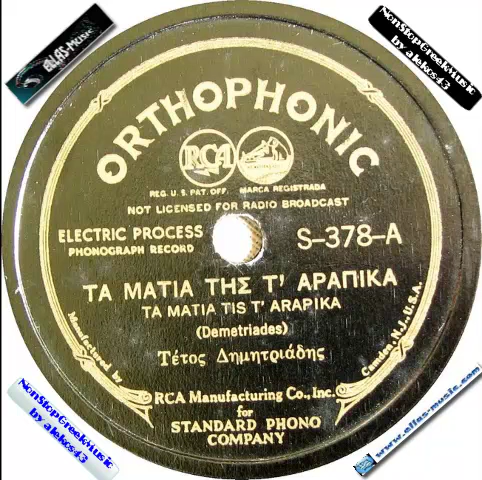 ELLAS-MUSIC
NonStopGreekMusic
by alekos43
ORTHOPHONIC
RCA
REG. U.S. PAT. OFF. MARCA REGISTRADA
NOT LICENSED FOR RADIO BROADCAST
ELECTRIC PROCESS
PHONOGRAPH RECORD
S-378-A
ΤΑ ΜΑΤΙΑ ΤΗΣ Τ' ΑΡΑΠΙΚΑ
TA MATIA TIS T' ARAPIKA
(Demetriades)
Τέτος Δημητριάδης
Manufactured by
RCA Manufacturing Co., Inc.
Camden, N.J., U.S.A.
for
STANDARD PHONO
COMPANY
NonStopGreekMusic
by alekos43
www.ellas-music.com